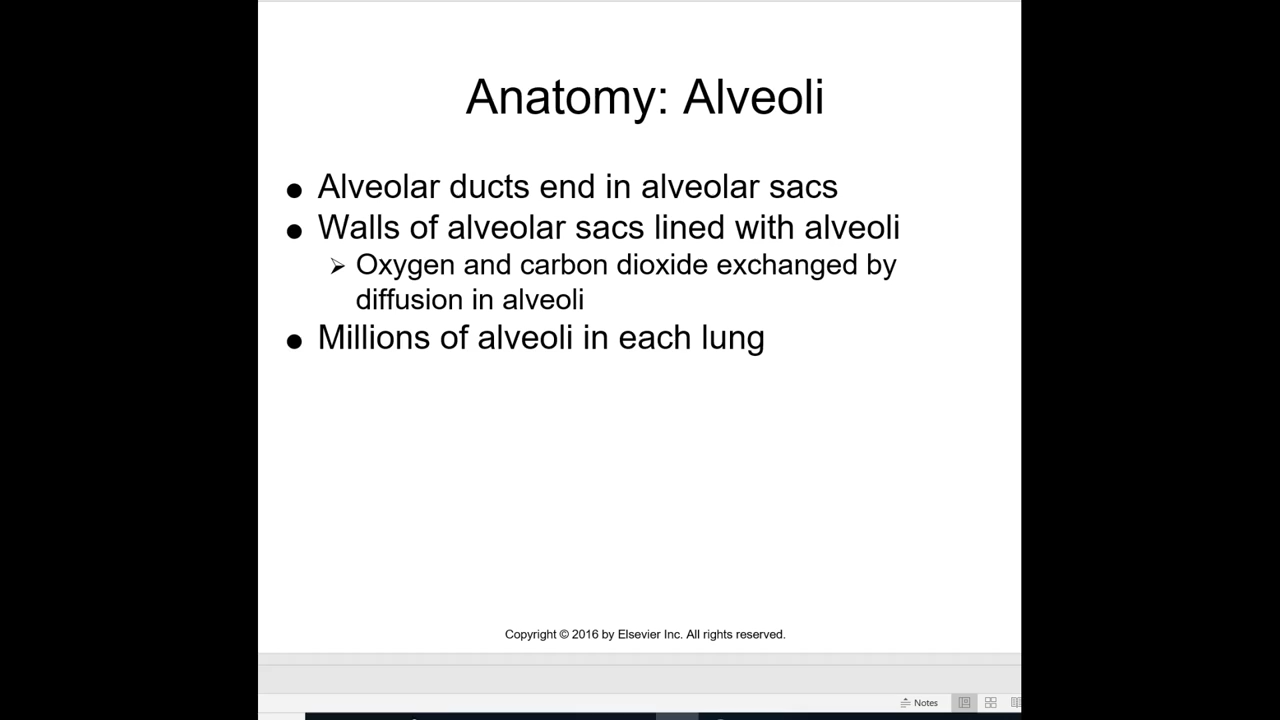 Anatomy: Alveoli
● Alveolar ducts end in alveolar sacs
● Walls of alveolar sacs lined with alveoli
➢ Oxygen and carbon dioxide exchanged by
diffusion in alveoli
● Millions of alveoli in each lung
Copyright © 2016 by Elsevier Inc. All rights reserved.
Notes